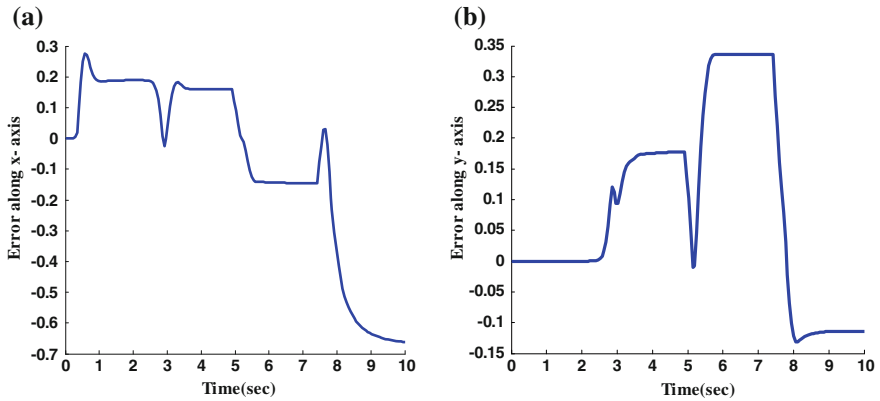 (a)
Error along x- axis
0.3
0.2
0.1
0
-0.1
-0.2
-0.3
-0.4
-0.5
-0.6
-0.7
0 1 2 3 4 5 6 7 8 9 10
Time(sec)
(b)
Error along y- axis
0.35
0.3
0.25
0.2
0.15
0.1
0.05
0
-0.05
-0.1
-0.15
0 1 2 3 4 5 6 7 8 9 10
Time(sec)